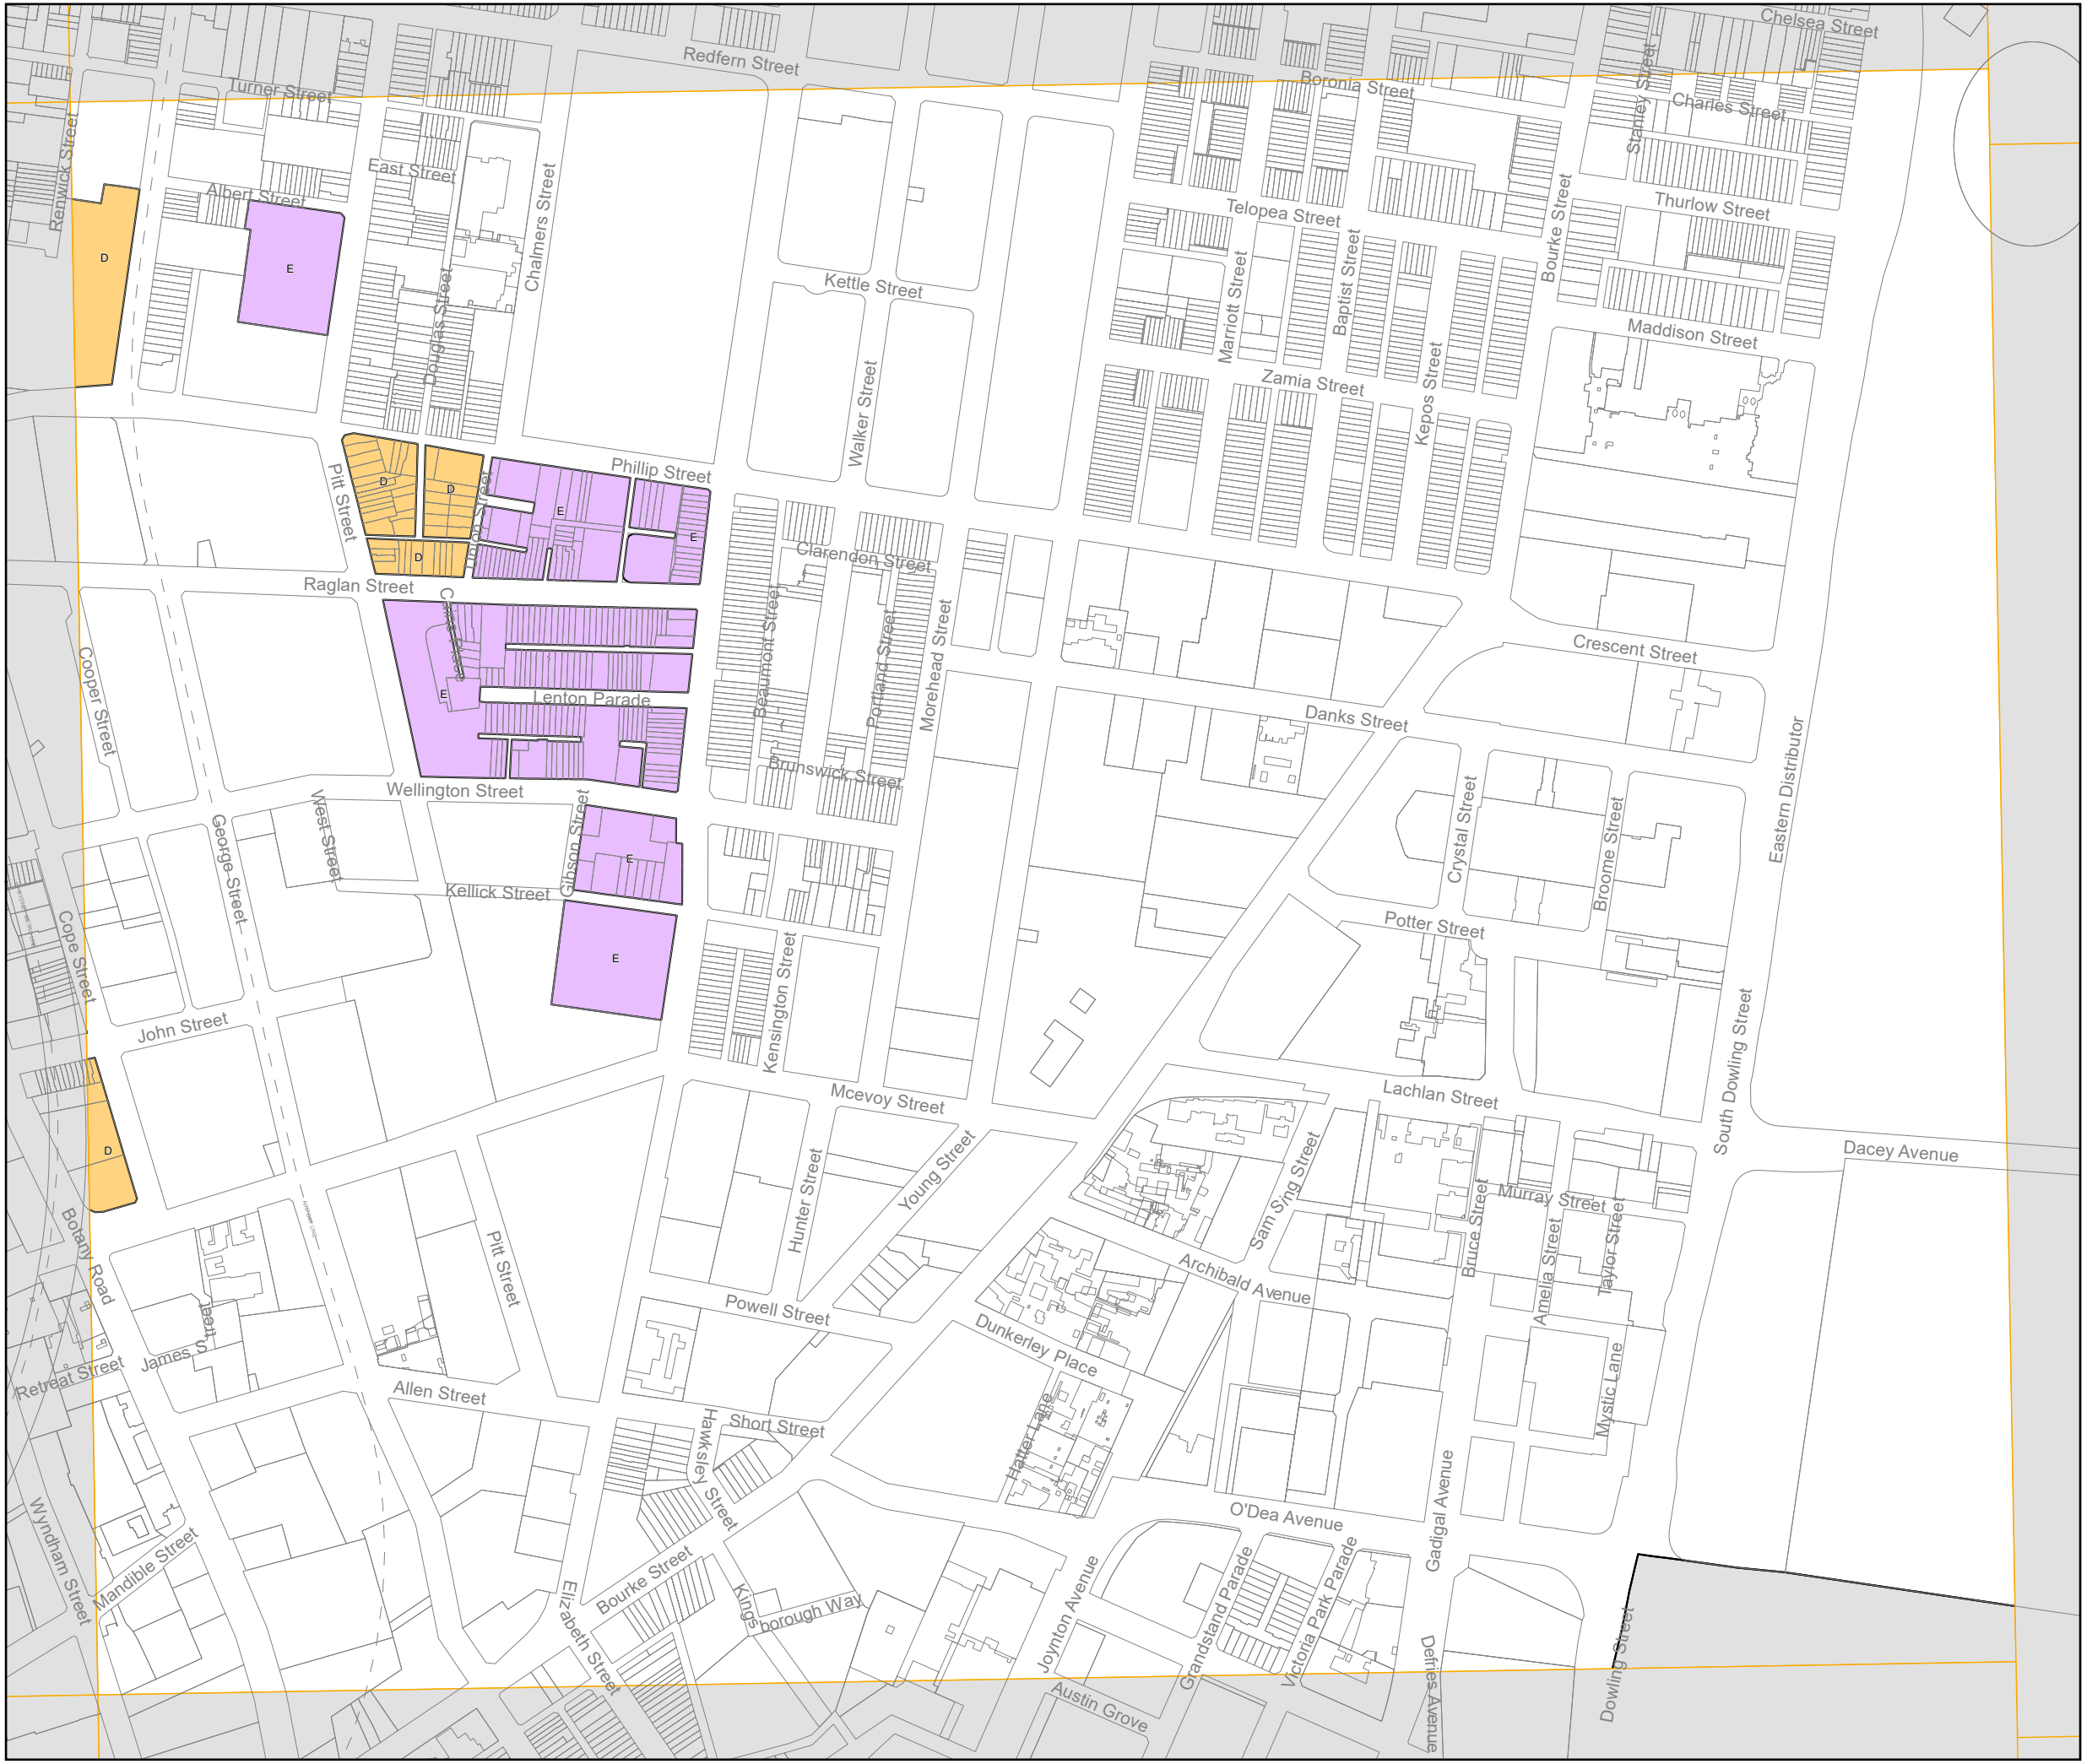 Chelsea Street
Redfern Street
Turner Street
Boronia Street
Charles Street
Stanley Street
Renwick Street
East Street
Albert Street
Chalmers Street
Telopea Street
Thurlow Street
Bourke Street
D
E
Kettle Street
Marriott Street
Baptist Street
Douglas Street
Maddison Street
Zamia Street
Kepos Street
Walker Street
Phillip Street
Pitt Street
D
D
E
E
D
Clarendon Street
Raglan Street
Beaumont Street
Portland Street
Morehead Street
Crescent Street
Cooper Street
E
Lenton Parade
Danks Street
Eastern Distributor
Brunswick Street
Wellington Street
West Street
George Street
Gibson Street
E
Crystal Street
Broome Street
Kellick Street
Cope Street
Potter Street
E
Kensington Street
John Street
South Dowling Street
Mcevoy Street
Lachlan Street
D
Dacey Avenue
Young Street
Hunter Street
Sam Sing Street
Murray Street
Bruce Street
Amelia Street
Taylor Street
Botany Road
Pitt Street
Archibald Avenue
Powell Street
Dunkerley Place
James S
treet
Retreat Street
Allen Street
Short Street
Hawksley Street
Hatter Lane
Mystic Lane
O'Dea Avenue
Gadigal Avenue
Wyndham Street
Mandible Street
Bourke Street
Elizabeth Street
Kings
borough Way
Joynton Avenue
Grandstand Parade
Victoria Park Parade
Defries Avenue
Dowling Street
Austin Grove